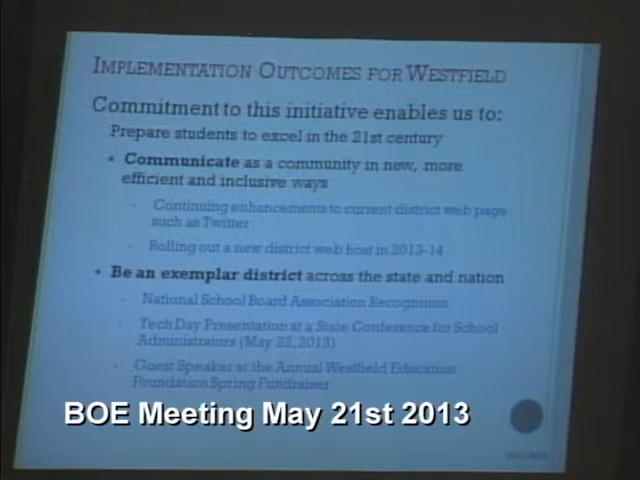 IMPLEMENTATION OUTCOMES FOR WESTFIELD
Commitment to this initiative enables us to:
Prepare students to excel in the 21st century
• Communicate as a community in new, more
efficient and inclusive ways
Continuing enhancements to current district web page
such as Twitter
Rolling out a new district web host in 2013-14
• Be an exemplar district across the state and nation
National School Board Association Recognition
Tech Day Presentation at a State Conference for School
Administrators (May 22, 2013)
Guest Speaker at the Annual Westfield Education
Foundation Spring Fundraiser
BOE Meeting May 21st 2013